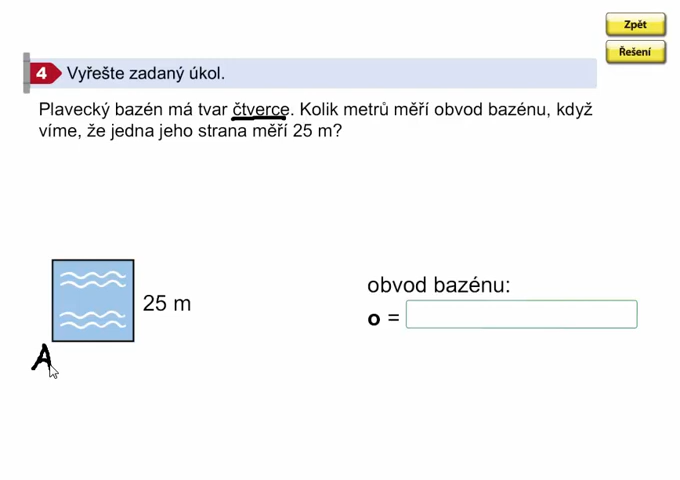 Zpět
Řešení
4 Vyřešte zadaný úkol.
Plavecký bazén má tvar čtverce. Kolik metrů měří obvod bazénu, když
víme, že jedna jeho strana měří 25 m?
25 m
obvod bazénu:
o =
A